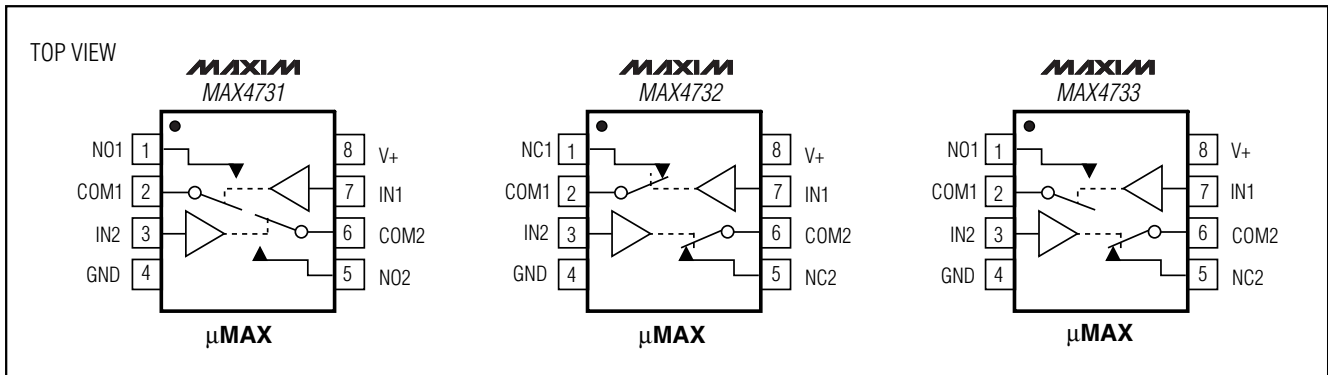 TOP VIEW
MAXIM
MAX4731
NO1 1
COM1 2
IN2 3
GND 4
8 V+
7 IN1
6 COM2
5 NO2
μMAX
MAXIM
MAX4732
NC1 1
COM1 2
IN2 3
GND 4
8 V+
7 IN1
6 COM2
5 NC2
μMAX
MAXIM
MAX4733
NO1 1
COM1 2
IN2 3
GND 4
8 V+
7 IN1
6 COM2
5 NC2
μMAX